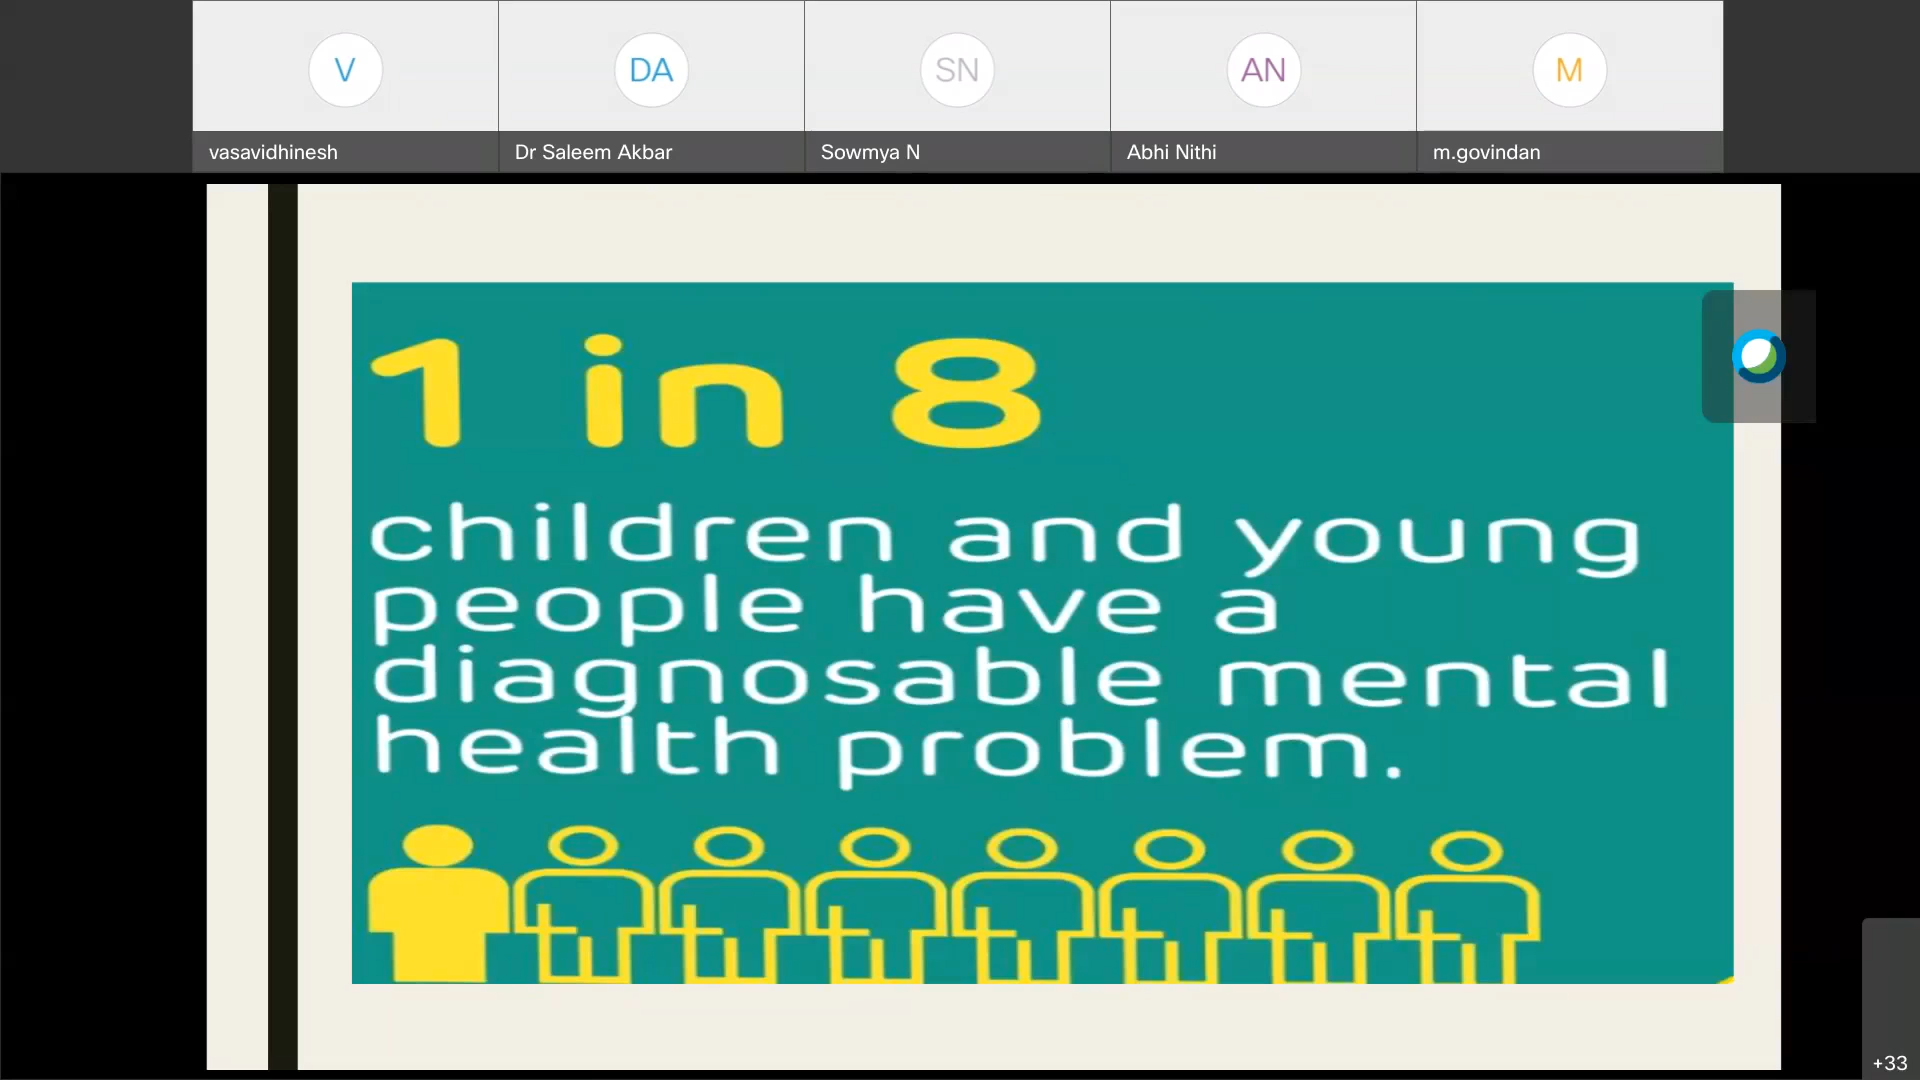 V
DA
SN
AN
M
vasavidhinesh
Dr Saleem Akbar
Sowmya N
Abhi Nithi
m.govindan
1 in 8
children and young
people have a
diagnosable mental
health problem.
+33